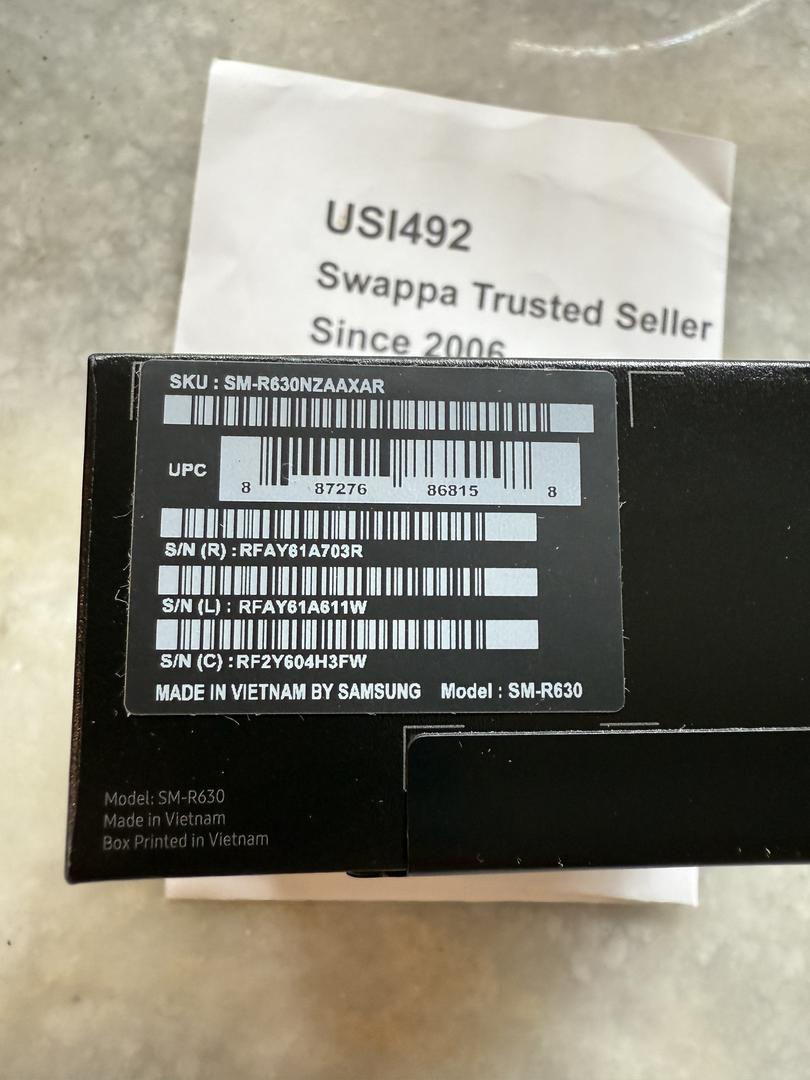 USI492
Swappa Trusted Seller
Since 2006
SKU : SM-R630NZAAXAR
UPC
8 87276 86815 8
S/N (R) : RFAY61A703R
S/N (L) : RFAY61A611W
S/N (C) : RF2Y604H3FW
MADE IN VIETNAM BY SAMSUNG Model : SM-R630
Model: SM-R630
Made in Vietnam
Box Printed in Vietnam